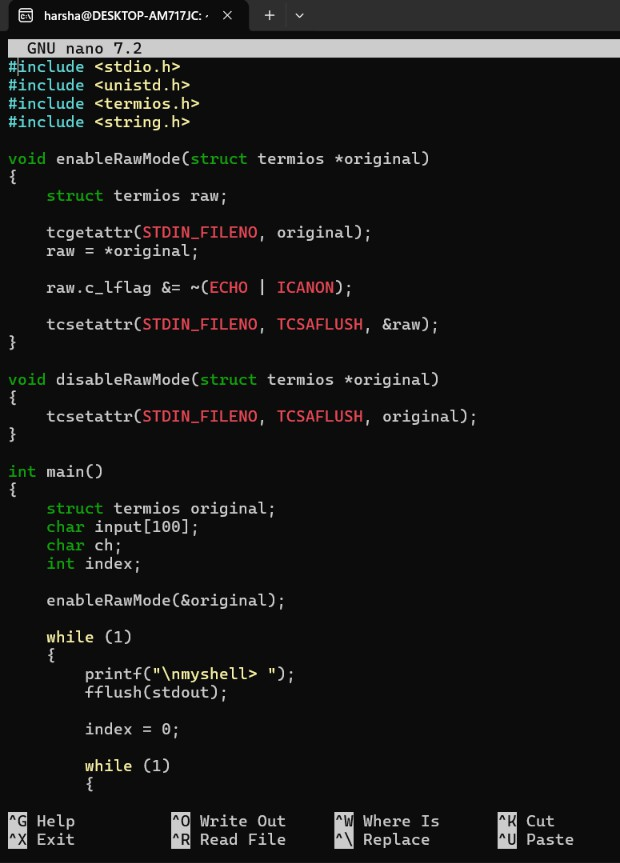 harsha@DESKTOP-AM717JC: ~
GNU nano 7.2
#include <stdio.h>
#include <unistd.h>
#include <termios.h>
#include <string.h>
void enableRawMode(struct termios *original)
{
    struct termios raw;
    tcgetattr(STDIN_FILENO, original);
    raw = *original;
    raw.c_lflag &= ~(ECHO | ICANON);
    tcsetattr(STDIN_FILENO, TCSAFLUSH, &raw);
}
void disableRawMode(struct termios *original)
{
    tcsetattr(STDIN_FILENO, TCSAFLUSH, original);
}
int main()
{
    struct termios original;
    char input[100];
    char ch;
    int index;
    enableRawMode(&original);
    while (1)
    {
        printf("\nmyshell> ");
        fflush(stdout);
        index = 0;
        while (1)
        {
^G Help ^O Write Out ^W Where Is ^K Cut
^X Exit ^R Read File ^\ Replace ^U Paste